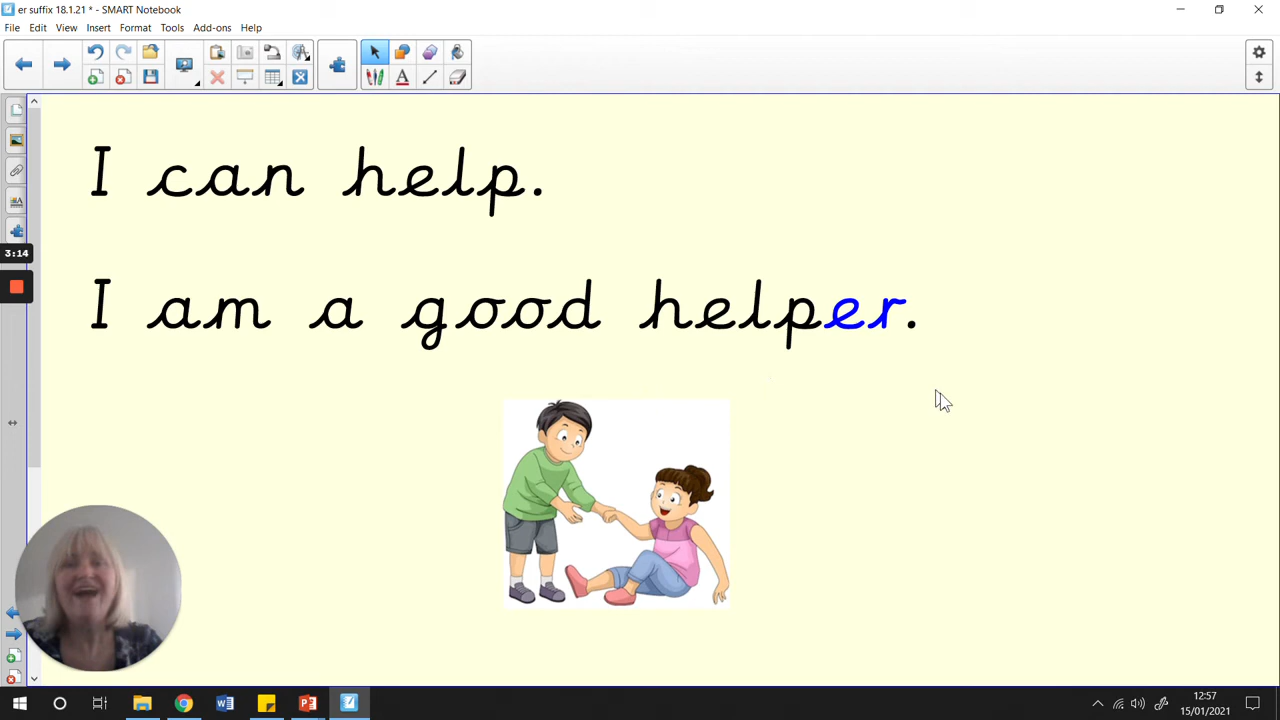 er suffix 18.1.21 * - SMART Notebook
File Edit View Insert Format Tools Add-ons Help
I can help.
3:14
I am a good helper.
12:57
15/01/2021